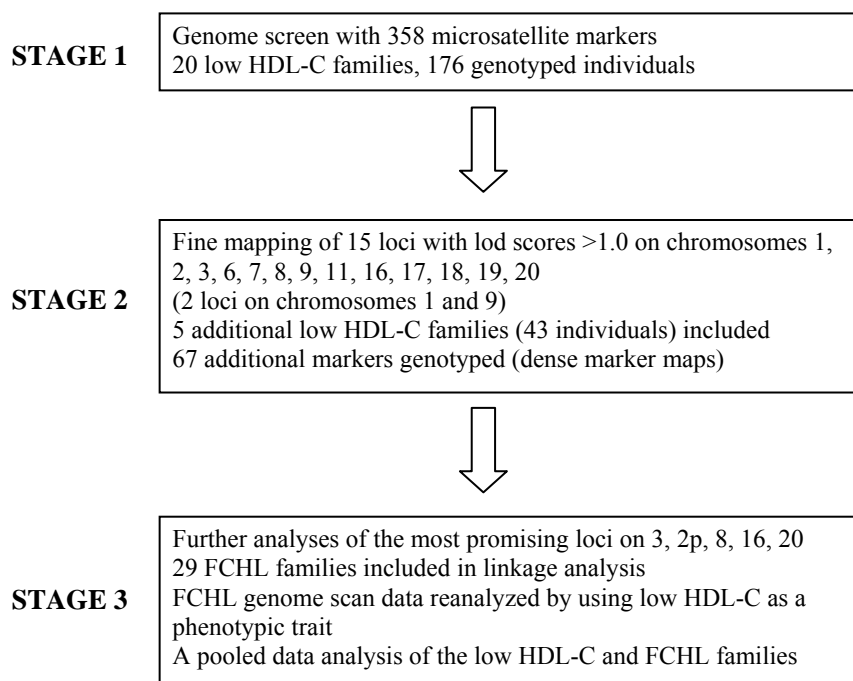 STAGE 1
Genome screen with 358 microsatellite markers
20 low HDL-C families, 176 genotyped individuals
STAGE 2
Fine mapping of 15 loci with lod scores >1.0 on chromosomes 1,
2, 3, 6, 7, 8, 9, 11, 16, 17, 18, 19, 20
(2 loci on chromosomes 1 and 9)
5 additional low HDL-C families (43 individuals) included
67 additional markers genotyped (dense marker maps)
STAGE 3
Further analyses of the most promising loci on 3, 2p, 8, 16, 20
29 FCHL families included in linkage analysis
FCHL genome scan data reanalyzed by using low HDL-C as a
phenotypic trait
A pooled data analysis of the low HDL-C and FCHL families